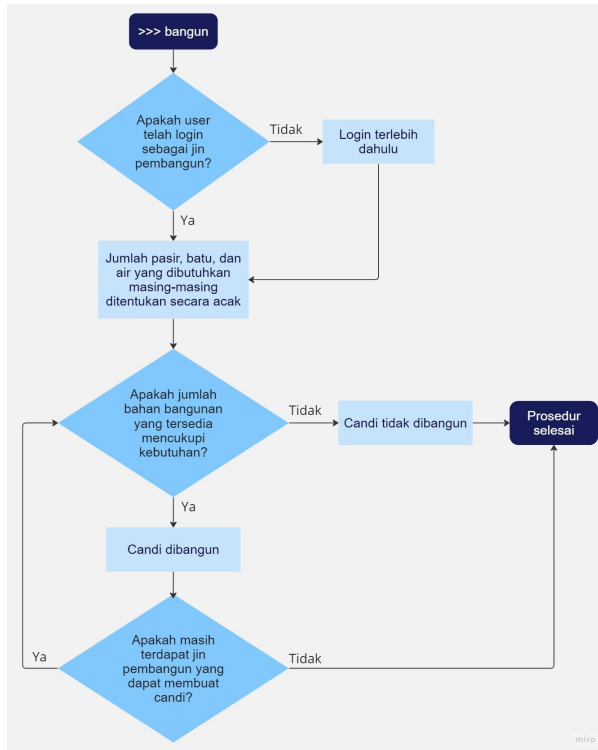 >>> bangun
Apakah user
telah login
sebagai jin
pembangun?
Tidak
Login terlebih
dahulu
Ya
Jumlah pasir, batu, dan
air yang dibutuhkan
masing-masing
ditentukan secara acak
Apakah jumlah
bahan bangunan
yang tersedia
mencukupi
kebutuhan?
Tidak
Candi tidak dibangun
Prosedur
selesai
Ya
Candi dibangun
Apakah masih
terdapat jin
pembangun yang
dapat membuat
candi?
Ya
Tidak
miro